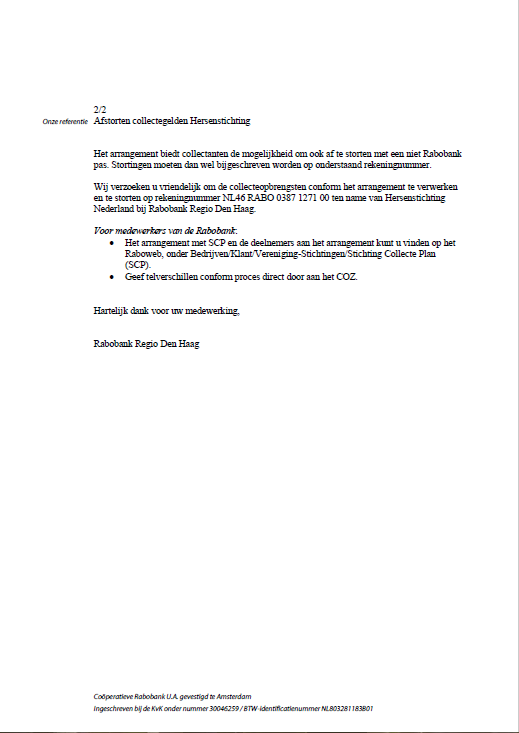 2/2
Onze referentie Afstorten collectegelden Hersenstichting
Het arrangement biedt collectanten de mogelijkheid om ook af te storten met een niet Rabobank
pas. Stortingen moeten dan wel bijgeschreven worden op onderstaand rekeningnummer.
Wij verzoeken u vriendelijk om de collecteopbrengsten conform het arrangement te verwerken
en te storten op rekeningnummer NL46 RABO 0387 1271 00 ten name van Hersenstichting
Nederland bij Rabobank Regio Den Haag.
Voor medewerkers van de Rabobank:
• Het arrangement met SCP en de deelnemers aan het arrangement kunt u vinden op het
Raboweb, onder Bedrijven/Klant/Vereniging-Stichtingen/Stichting Collecte Plan
(SCP).
• Geef telverschillen conform proces direct door aan het COZ.
Hartelijk dank voor uw medewerking,
Rabobank Regio Den Haag
Coöperatieve Rabobank U.A. gevestigd te Amsterdam
Ingeschreven bij de KvK onder nummer 30046259 / BTW-identificatienummer NL803281183B01